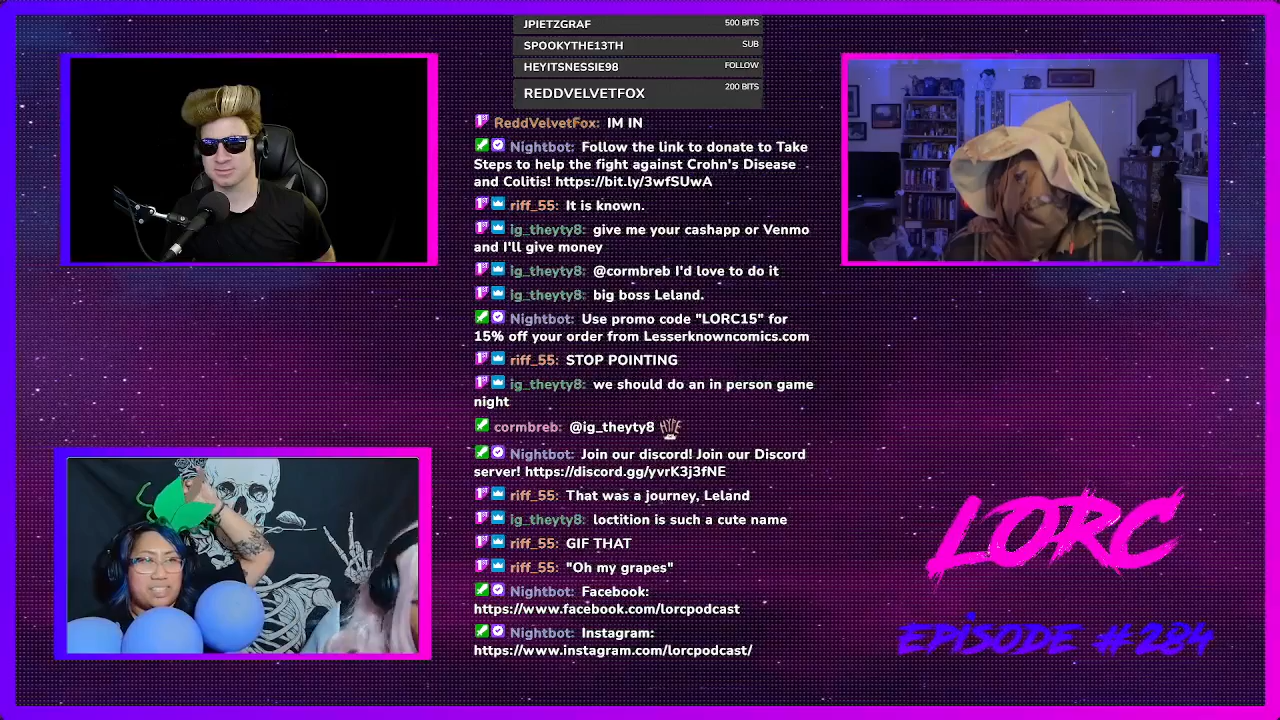 JPIETZGRAF 500 BITS
SPOOKYTHE13TH SUB
HEYITSNESSIE98 FOLLOW
REDDVELVETFOX 200 BITS
ReddVelvetFox: IM IN
Nightbot: Follow the link to donate to Take
Steps to help the fight against Crohn's Disease
and Colitis! https://bit.ly/3wfSUwA
riff_55: It is known.
ig_theyty8: give me your cashapp or Venmo
and I'll give money
ig_theyty8: @cormbreb I'd love to do it
ig_theyty8: big boss Leland.
Nightbot: Use promo code "LORC15" for
15% off your order from Lesserknowncomics.com
riff_55: STOP POINTING
ig_theyty8: we should do an in person game
night
cormbreb: @ig_theyty8
Nightbot: Join our discord! Join our Discord
server! https://discord.gg/yvrK3j3fNE
riff_55: That was a journey, Leland
ig_theyty8: loctition is such a cute name
riff_55: GIF THAT
riff_55: "Oh my grapes"
Nightbot: Facebook:
https://www.facebook.com/lorcpodcast
Nightbot: Instagram:
https://www.instagram.com/lorcpodcast/
LORC
EPISODE #284